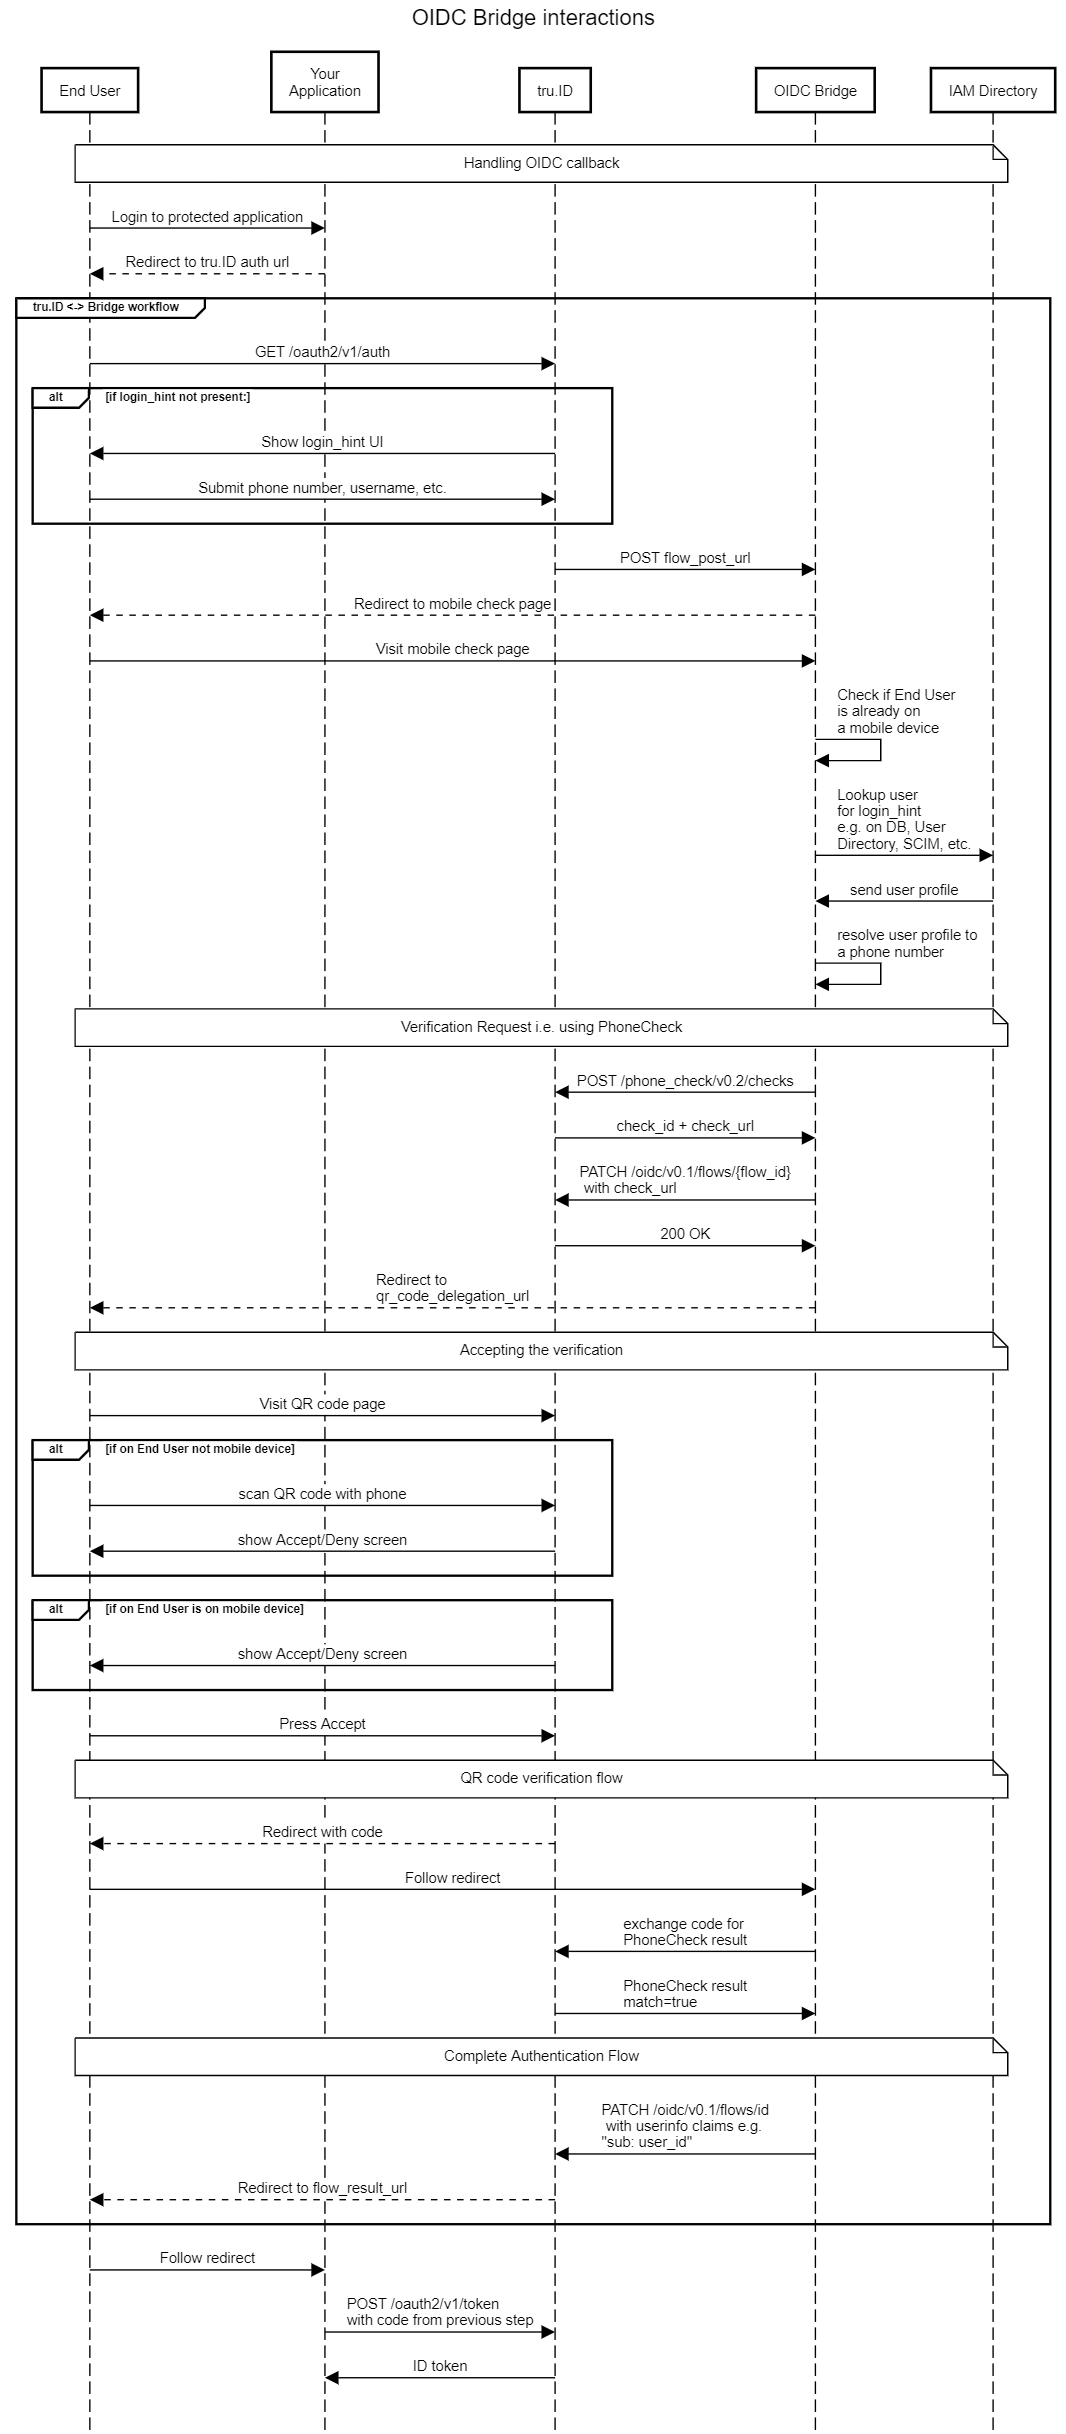 OIDC Bridge interactions
End User
Your
Application
tru.ID
OIDC Bridge
IAM Directory
Handling OIDC callback
Login to protected application
Redirect to tru.ID auth url
tru.ID <-> Bridge workflow
GET /oauth2/v1/auth
alt
[if login_hint not present:]
Show login_hint UI
Submit phone number, username, etc.
POST flow_post_url
Redirect to mobile check page
Visit mobile check page
Check if End User
is already on
a mobile device
Lookup user
for login_hint
e.g. on DB, User
Directory, SCIM, etc.
send user profile
resolve user profile to
a phone number
Verification Request i.e. using PhoneCheck
POST /phone_check/v0.2/checks
check_id + check_url
PATCH /oidc/v0.1/flows/{flow_id}
with check_url
200 OK
Redirect to
qr_code_delegation_url
Accepting the verification
Visit QR code page
alt
[if on End User not mobile device]
scan QR code with phone
show Accept/Deny screen
alt
[if on End User is on mobile device]
show Accept/Deny screen
Press Accept
QR code verification flow
Redirect with code
Follow redirect
exchange code for
PhoneCheck result
PhoneCheck result
match=true
Complete Authentication Flow
PATCH /oidc/v0.1/flows/id
with userinfo claims e.g.
"sub: user_id"
Redirect to flow_result_url
Follow redirect
POST /oauth2/v1/token
with code from previous step
ID token